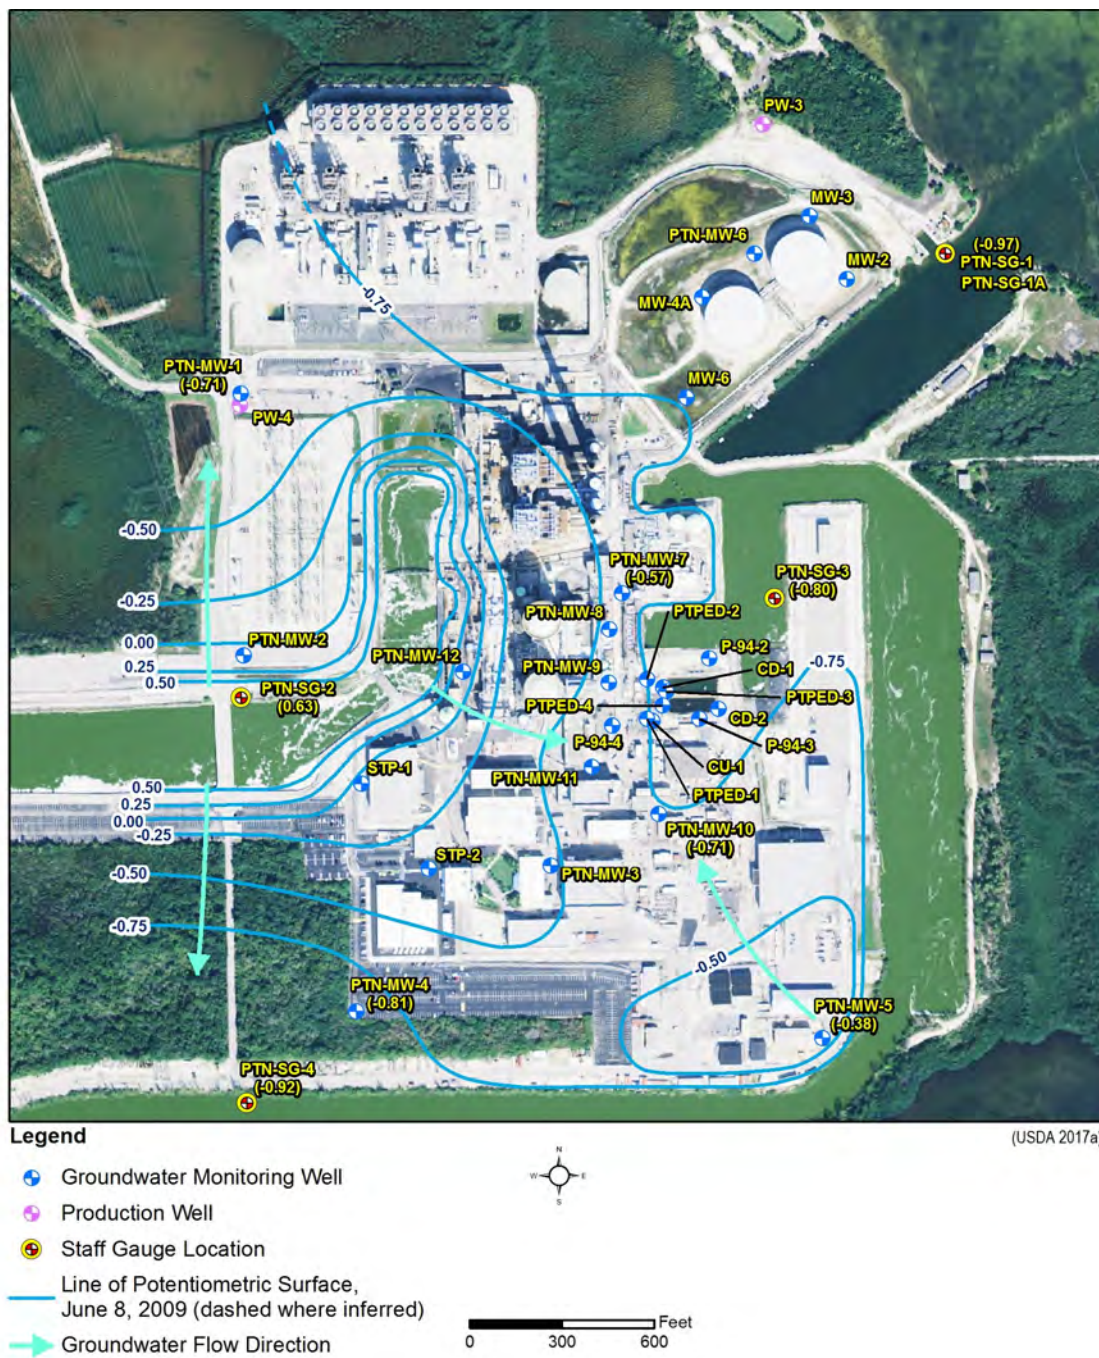 PW-3
MW-3
(-0.97)
PTN-SG-1
PTN-SG-1A
PTN-MW-6
MW-2
MW-4A
-0.75
PTN-MW-1
(-0.71)
PW-4
MW-6
-0.50
-0.25
PTN-MW-7
(-0.57)
PTN-SG-3
(-0.80)
PTN-MW-8
PTPED-2
0.00
PTN-MW-2
0.25
0.50
PTN-MW-12
PTN-MW-9
P-94-2
CD-1
-0.75
PTPED-3
PTN-SG-2
(0.63)
PTPED-4
CD-2
P-94-4
P-94-3
STP-1
PTN-MW-11
CU-1
PTPED-1
0.50
0.25
0.00
-0.25
PTN-MW-10
(-0.71)
STP-2
PTN-MW-3
-0.50
-0.75
-0.50
PTN-MW-4
(-0.81)
PTN-MW-5
(-0.38)
PTN-SG-4
(-0.92)
Legend
(USDA 2017a)
N
W E
S
Groundwater Monitoring Well
Production Well
Staff Gauge Location
Line of Potentiometric Surface,
June 8, 2009 (dashed where inferred)
Groundwater Flow Direction
Feet
0 300 600